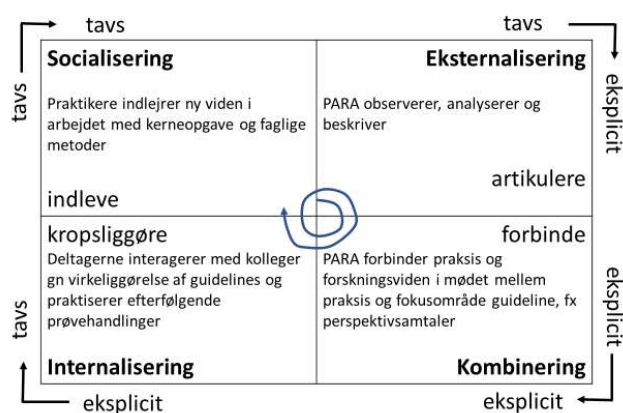 tavs
tavs
tavs
Socialisering
Praktikere indlejrer ny viden i
arbejdet med kerneopgave og faglige
metoder
indleve
Eksternalisering
PARA observerer, analyserer og
beskriver
artikulere
eksplicit
kropsliggøre
Deltagerne interagerer med kolleger
gn virkeliggørelse af guidelines og
praktiserer efterfølgende
prøvehandlinger
Internalisering
tavs
forbinde
PARA forbinder praksis og
forskningsviden i mødet mellem
praksis og fokusområde guideline, fx
perspektivsamtaler
Kombinering
eksplicit
eksplicit
eksplicit